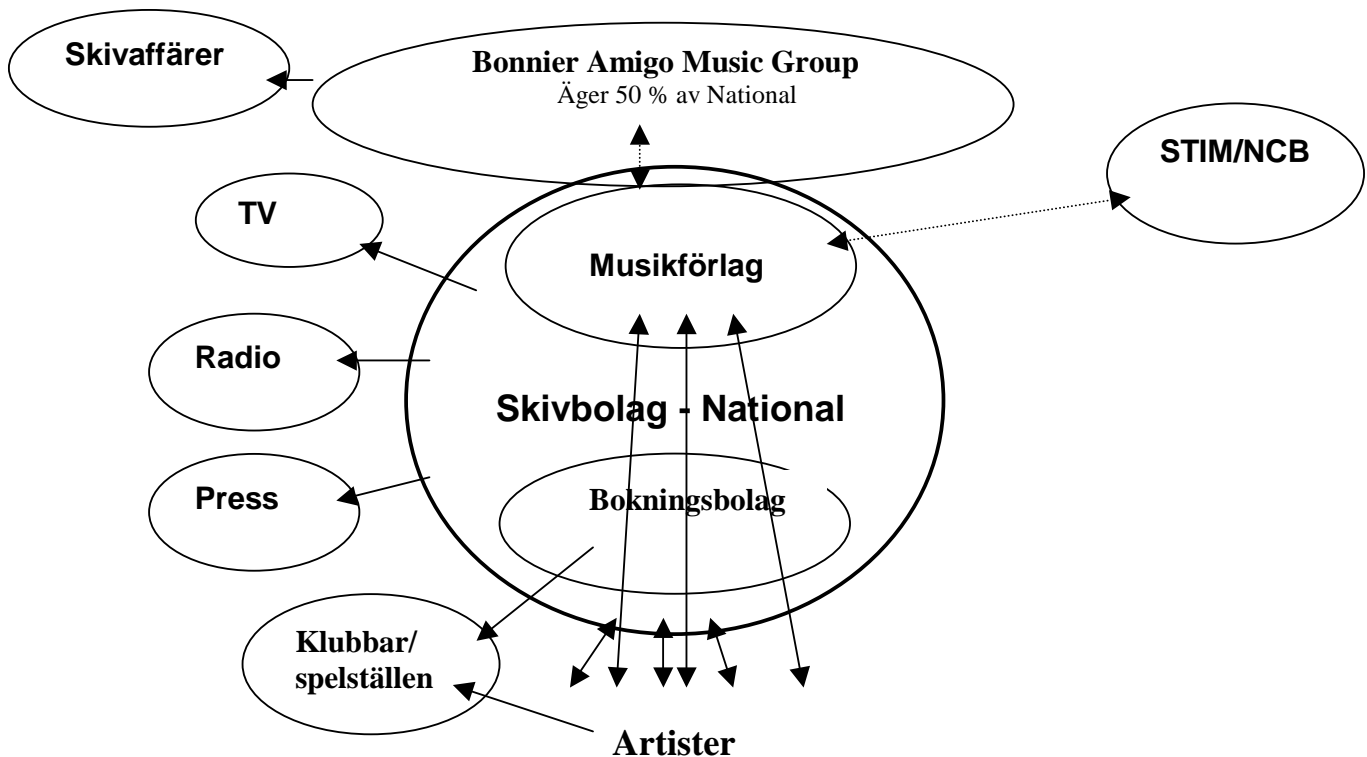 Skivaffärer
Bonnier Amigo Music Group
Äger 50 % av National
STIM/NCB
TV
Musikförlag
Radio
Skivbolag - National
Press
Bokningsbolag
Klubbar/
spelställen
Artister